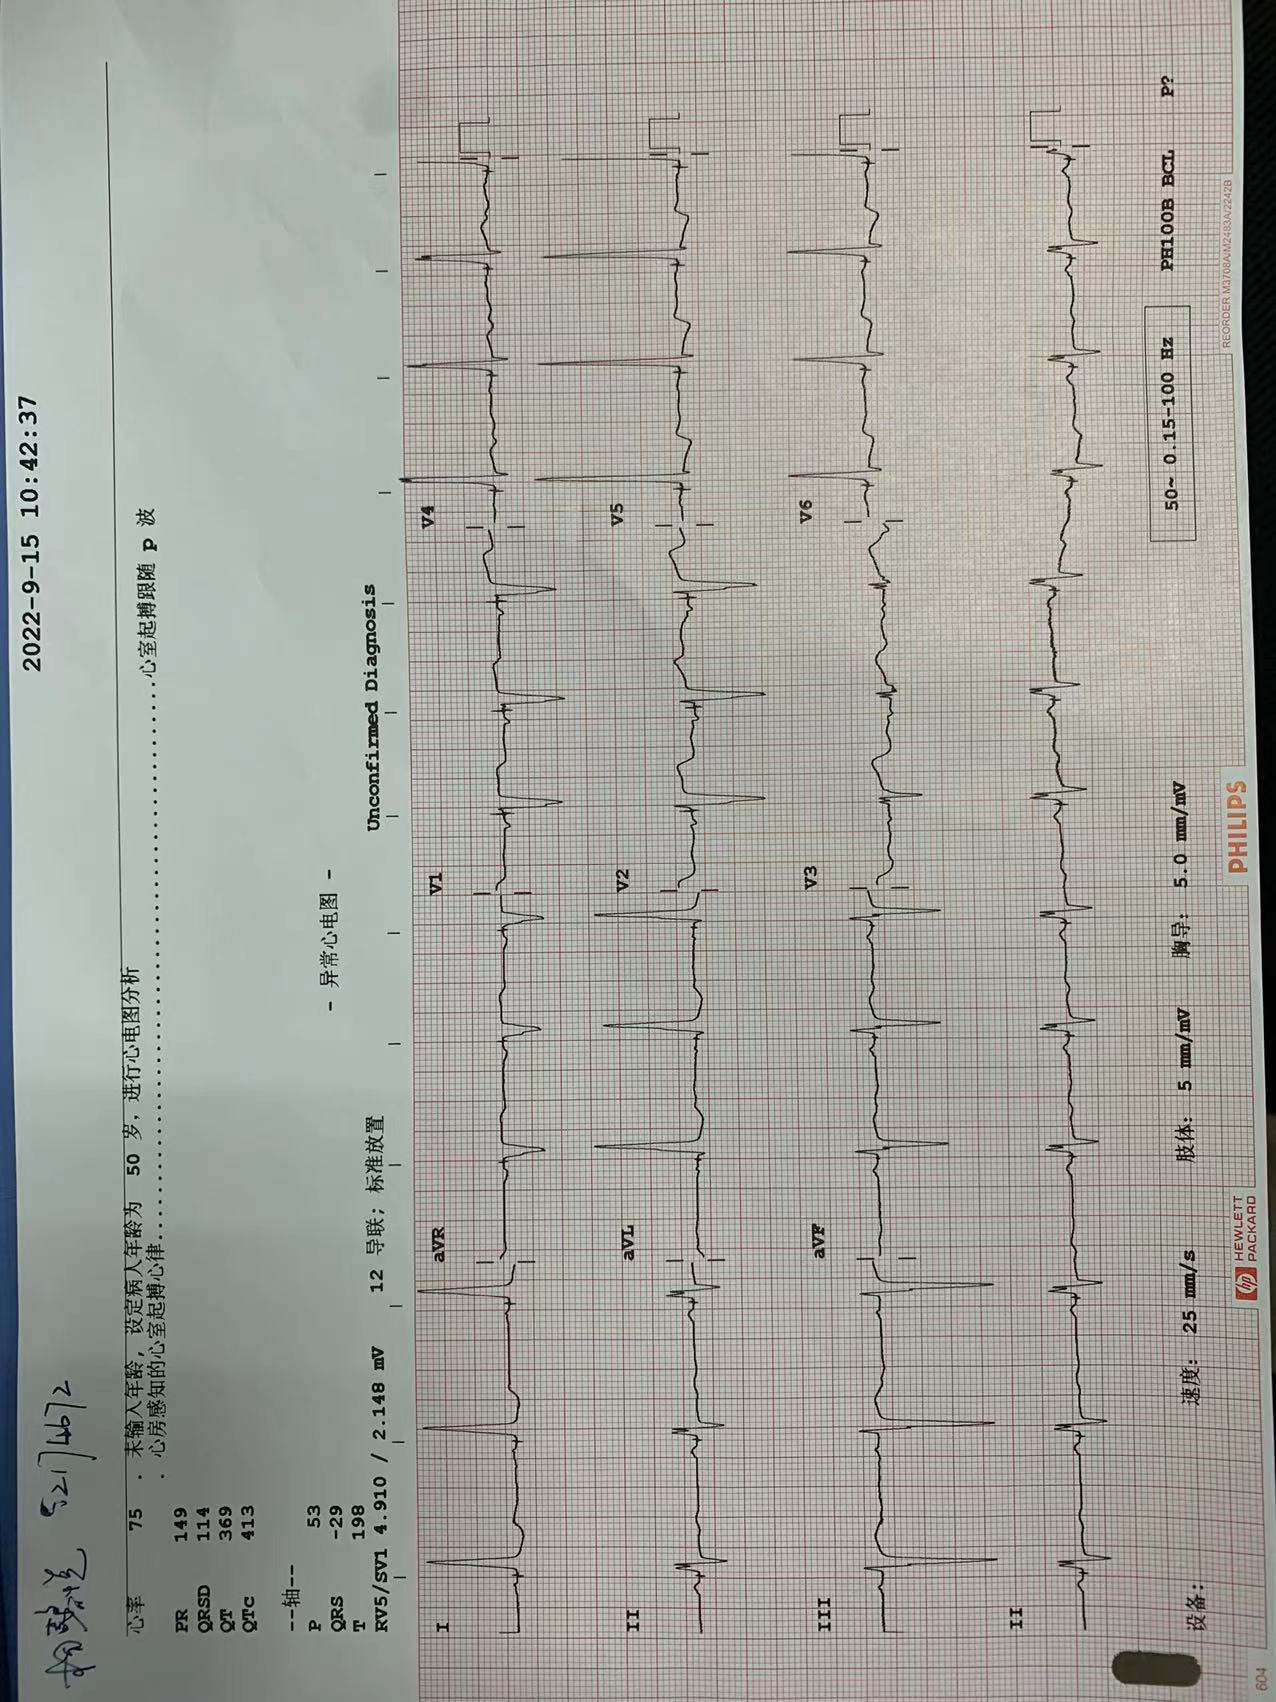 52174672
2022-9-15 10:42:37
心率 75 . 未输入年龄, 设定病人年龄为 50 岁, 进行心电图分析
. 心房感知的心室起搏心律......心室起搏跟随 p 波
PR 149
QRSD 114
QT 369
QTc 413
--轴--
P 53
QRS -29
T 198
RV5/SV1 4.910 / 2.148 mV
12 导联; 标准放置
- 异常心电图 -
Unconfirmed Diagnosis
I aVR V1 V4
II aVL V2 V5
III aVF V3 V6
II
设备: 速度: 25 mm/s 肢体: 5 mm/mV 胸导: 5.0 mm/mV 50~ 0.15-100 Hz PH100B BCL P?
604 hp HEWLETT PACKARD PHILIPS REORDER M3708A/M2483A/2242B